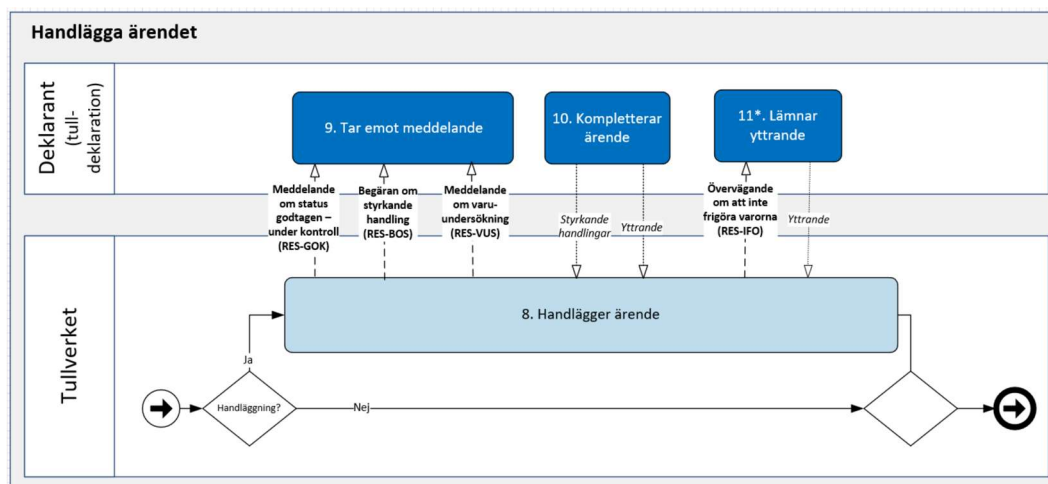 Handlägga ärendet
Deklarant
(tull-
deklaration)
9. Tar emot meddelande
10. Kompletterar
ärende
11*. Lämnar
yttrande
Meddelande
om status
godtagen –
under kontroll
(RES-GOK)
Begäran om
styrkande
handling
(RES-BOS)
Meddelande
om varu-
undersökning
(RES-VUS)
Styrkande
handlingar
Yttrande
Övervägande
om att inte
frigöra varorna
(RES-IFO)
Yttrande
Tullverket
8. Handlägger ärende
Ja
Handläggning?
Nej